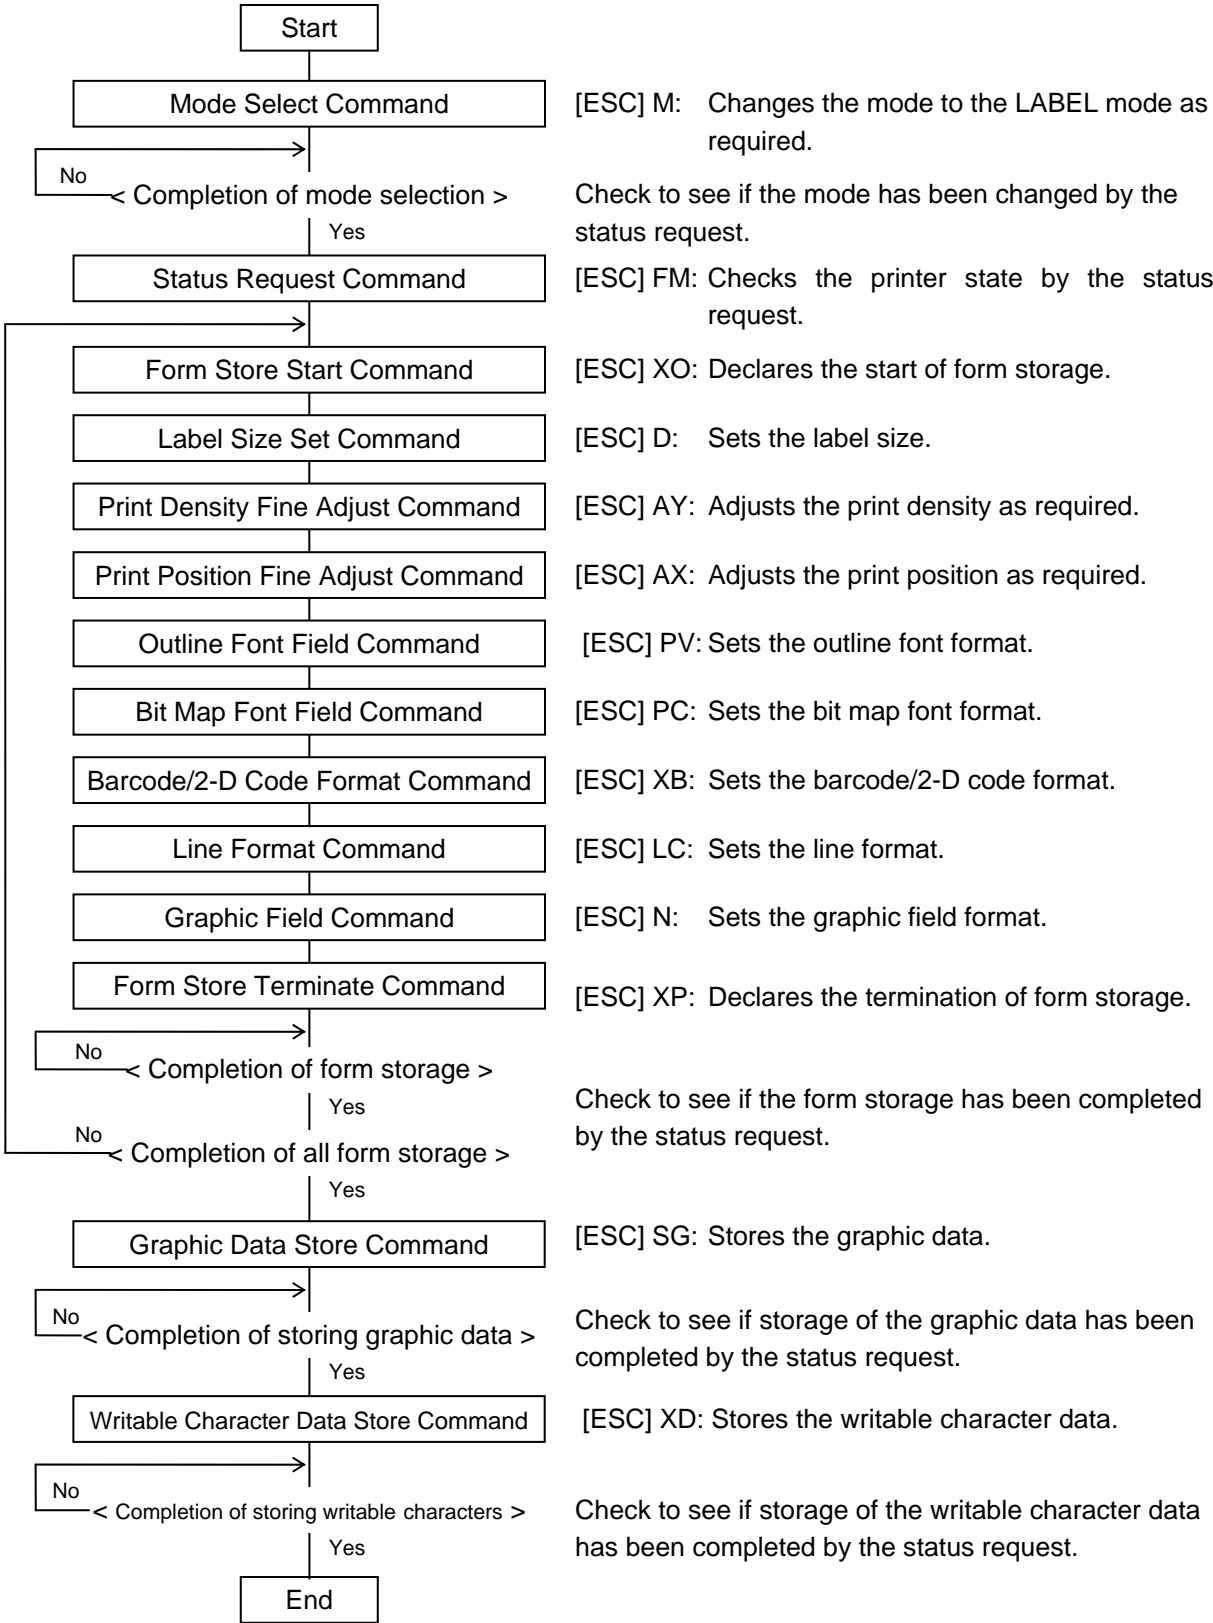 Start
Mode Select Command
[ESC] M: Changes the mode to the LABEL mode as
required.
No
< Completion of mode selection >
Check to see if the mode has been changed by the
status request.
Yes
Status Request Command
[ESC] FM: Checks the printer state by the status
request.
Form Store Start Command
[ESC] XO: Declares the start of form storage.
Label Size Set Command
[ESC] D: Sets the label size.
Print Density Fine Adjust Command
[ESC] AY: Adjusts the print density as required.
Print Position Fine Adjust Command
[ESC] AX: Adjusts the print position as required.
Outline Font Field Command
[ESC] PV: Sets the outline font format.
Bit Map Font Field Command
[ESC] PC: Sets the bit map font format.
Barcode/2-D Code Format Command
[ESC] XB: Sets the barcode/2-D code format.
Line Format Command
[ESC] LC: Sets the line format.
Graphic Field Command
[ESC] N: Sets the graphic field format.
Form Store Terminate Command
[ESC] XP: Declares the termination of form storage.
No
< Completion of form storage >
Yes
Check to see if the form storage has been completed
by the status request.
No
< Completion of all form storage >
Yes
Graphic Data Store Command
[ESC] SG: Stores the graphic data.
No
< Completion of storing graphic data >
Check to see if storage of the graphic data has been
completed by the status request.
Yes
Writable Character Data Store Command
[ESC] XD: Stores the writable character data.
No
< Completion of storing writable characters >
Check to see if storage of the writable character data
has been completed by the status request.
Yes
End